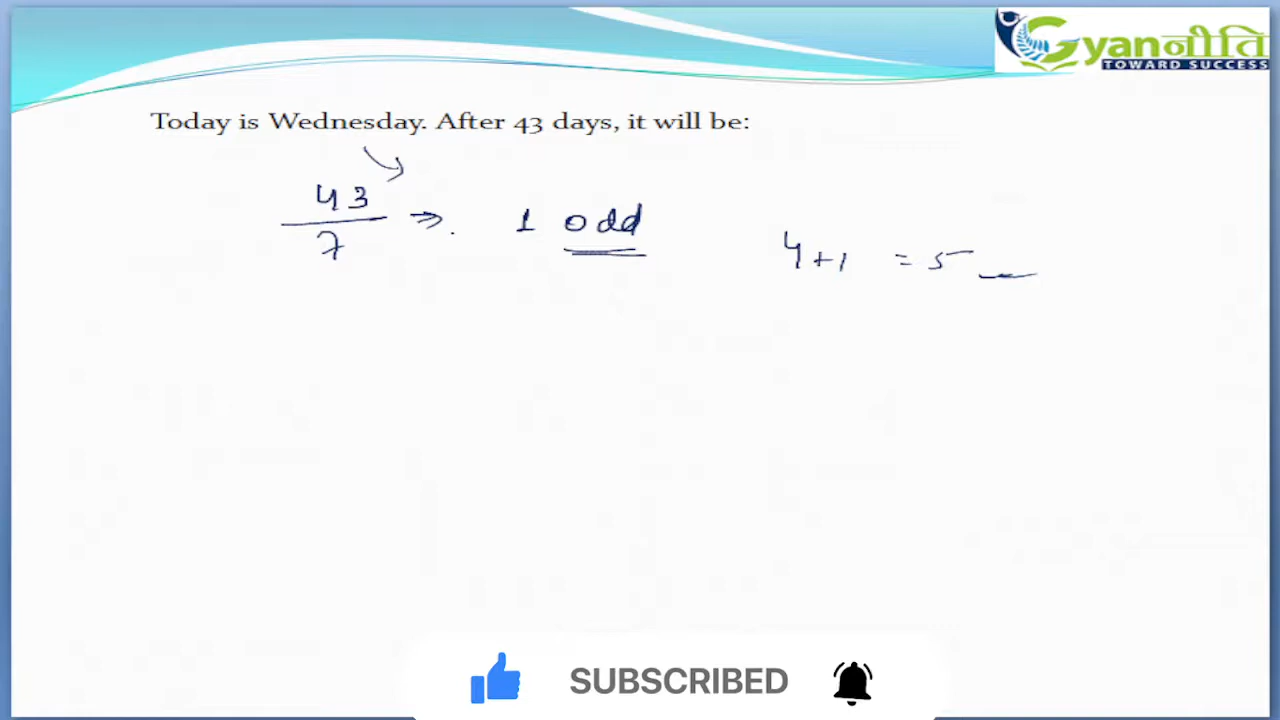 Gyanनीति
TOWARD SUCCESS
Today is Wednesday. After 43 days, it will be:
43
7
⇒ 1 odd
4+1 = 5
SUBSCRIBED